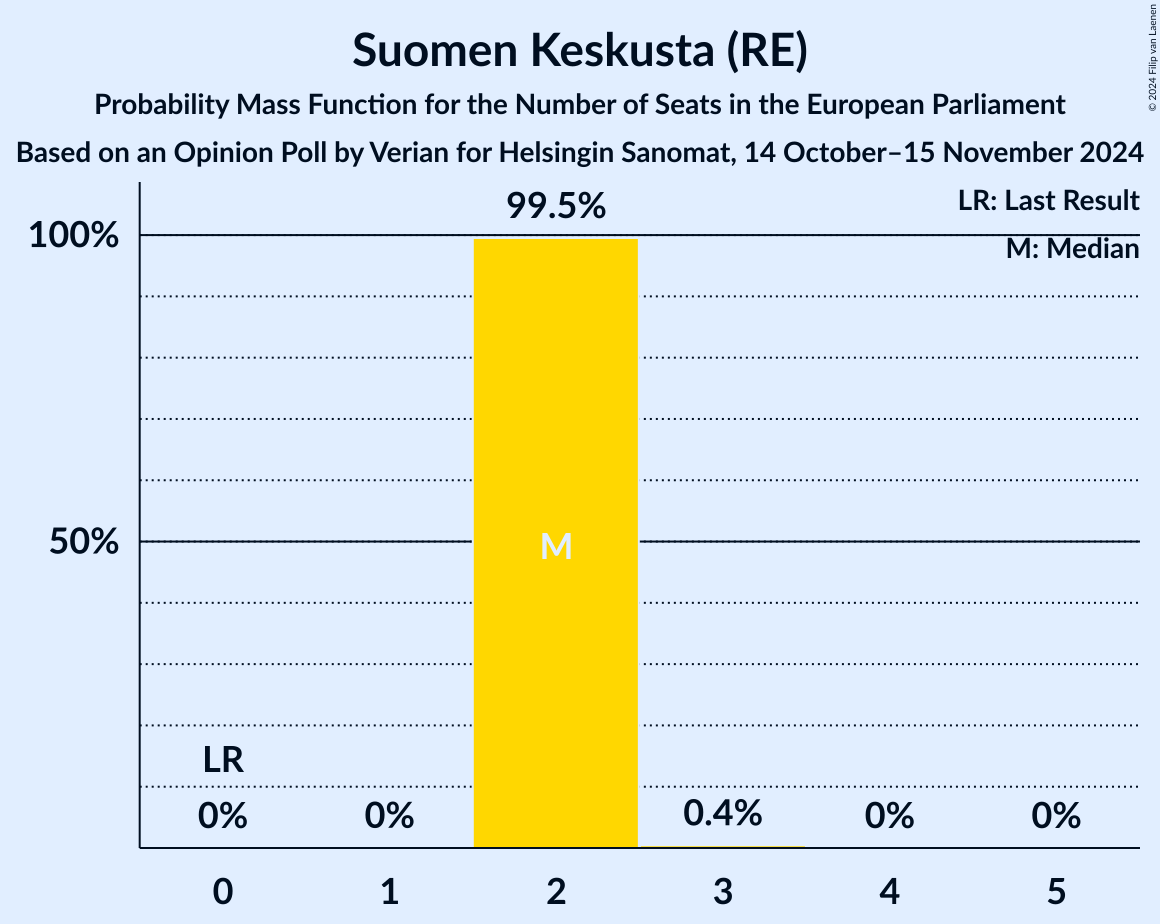 Suomen Keskusta (RE)
Probability Mass Function for the Number of Seats in the European Parliament
Based on an Opinion Poll by Verian for Helsingin Sanomat, 14 October–15 November 2024
© 2024 Filip van Laenen
LR: Last Result
M: Median
99.5%
100%
50%
M
LR
0%
0%
0.4%
0%
0%
0
1
2
3
4
5